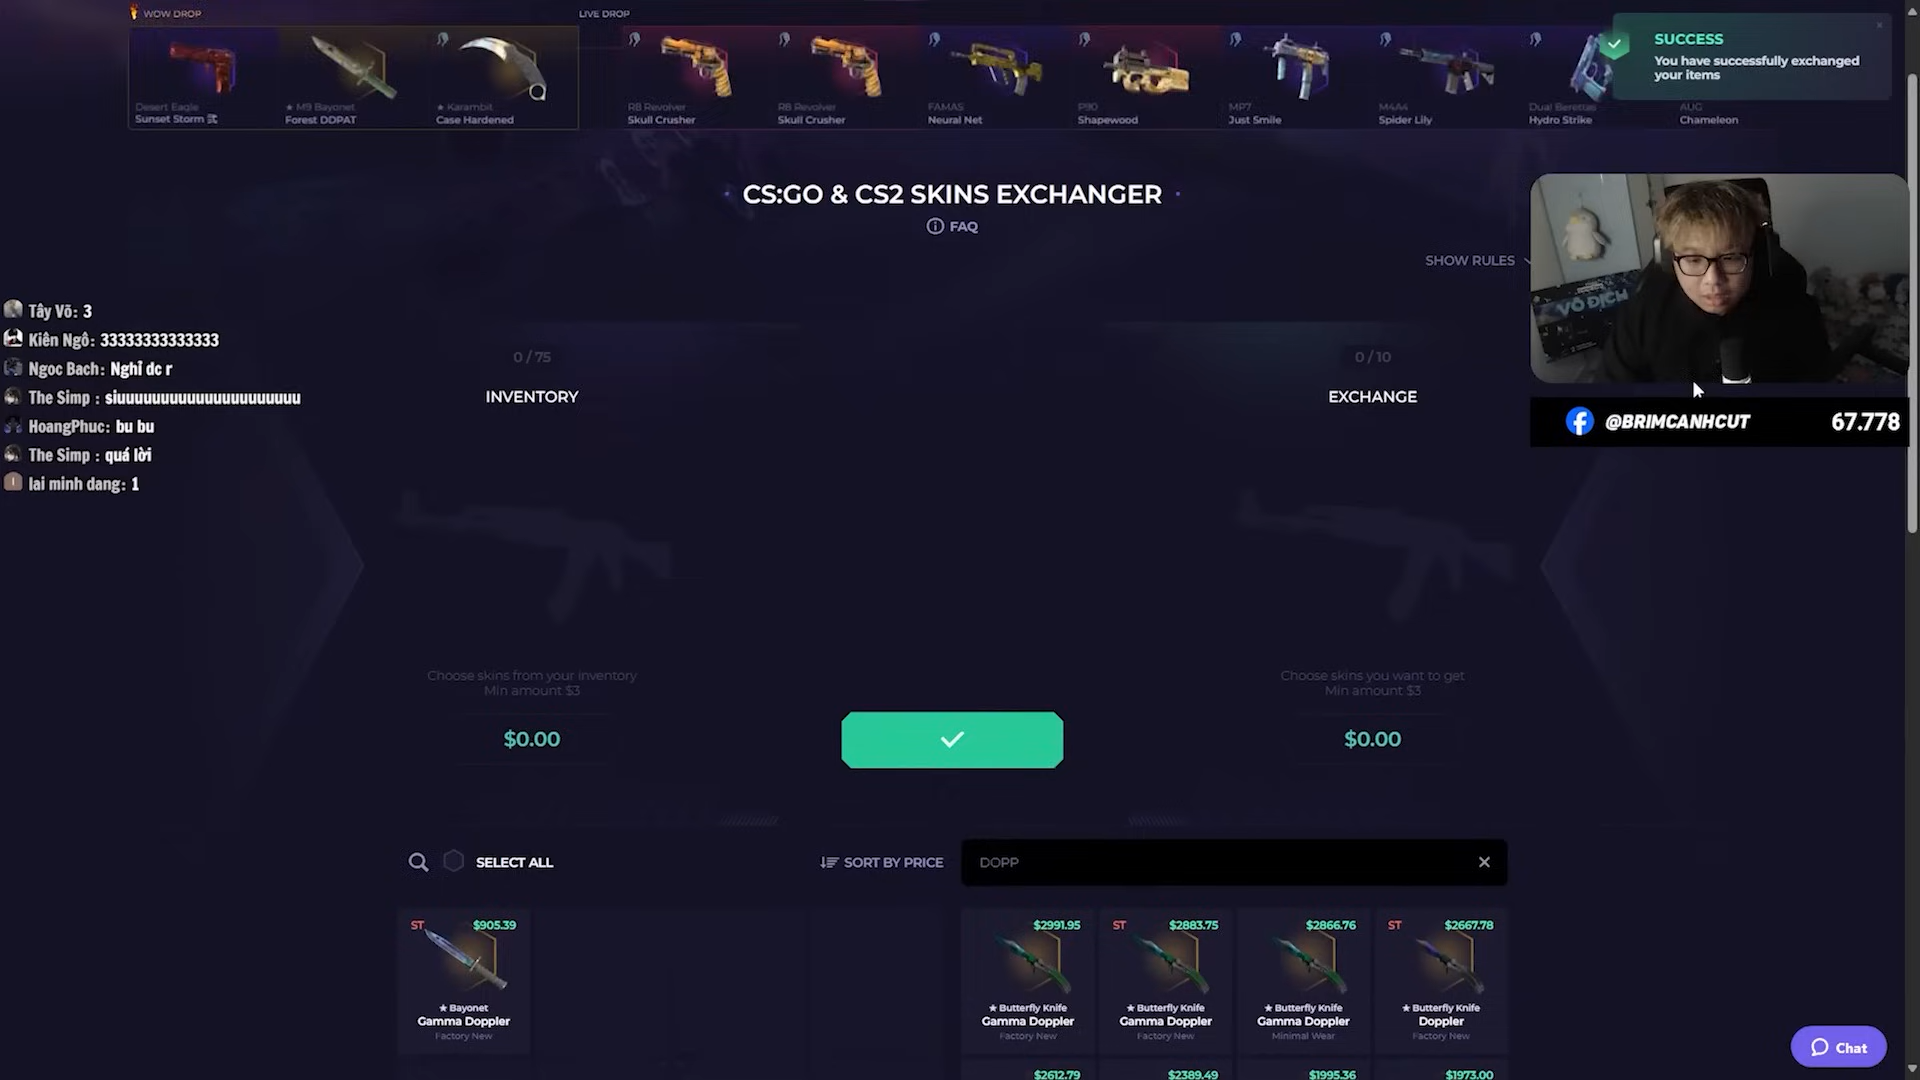 WOW DROP
LIVE DROP
Desert Eagle
Sunset Storm 弐
★ M9 Bayonet
Forest DDPAT
★ Karambit
Case Hardened
R8 Revolver
Skull Crusher
R8 Revolver
Skull Crusher
FAMAS
Neural Net
P90
Shapewood
MP7
Just Smile
M4A4
Spider Lily
Dual Berettas
Hydro Strike
AUG
Chameleon
SUCCESS
You have successfully exchanged
your items
CS:GO & CS2 SKINS EXCHANGER
FAQ
SHOW RULES
VÔ ĐỊCH
@BRIMCANHCUT 67.778
Tây Võ: 3
Kiên Ngô: 33333333333333
Ngoc Bach: Nghỉ dc r
The Simp : siuuuuuuuuuuuuuuuuuuuuu
HoangPhuc: bu bu
The Simp : quá lời
lai minh dang: 1
0 / 75
INVENTORY
0 / 10
EXCHANGE
Choose skins from your inventory
Min amount $3
$0.00
Choose skins you want to get
Min amount $3
$0.00
SELECT ALL
SORT BY PRICE
DOPP
ST $905.39
★ Bayonet
Gamma Doppler
Factory New
$2991.95
★ Butterfly Knife
Gamma Doppler
Factory New
ST $2883.75
★ Butterfly Knife
Gamma Doppler
Factory New
$2866.76
★ Butterfly Knife
Gamma Doppler
Minimal Wear
ST $2667.78
★ Butterfly Knife
Doppler
Factory New
$2612.79
$2389.49
$1995.36
$1973.00
Chat